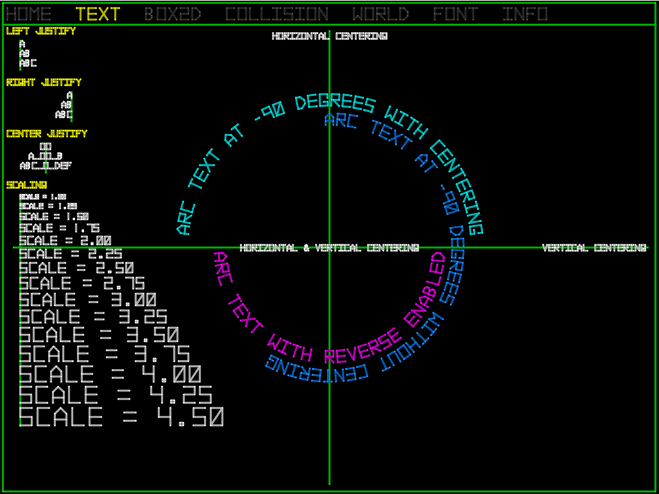 HOME TEXT BOX2D COLLISION WORLD FONT INFO
LEFT JUSTIFY
A
AB
ABC
RIGHT JUSTIFY
A
AB
ABC
CENTER JUSTIFY
A_ _B
ABC_ _DEF
SCALING
SCALE = 1.00
SCALE = 1.25
SCALE = 1.50
SCALE = 1.75
SCALE = 2.00
SCALE = 2.25
SCALE = 2.50
SCALE = 2.75
SCALE = 3.00
SCALE = 3.25
SCALE = 3.50
SCALE = 3.75
SCALE = 4.00
SCALE = 4.25
SCALE = 4.50
HORIZONTAL CENTERING
ARC TEXT AT -90 DEGREES WITH CENTERING
ARC TEXT AT -90 DEGREES WITHOUT CENTERING
HORIZONTAL & VERTICAL CENTERING
VERTICAL CENTERING
ARC TEXT WITH REVERSE ENABLED